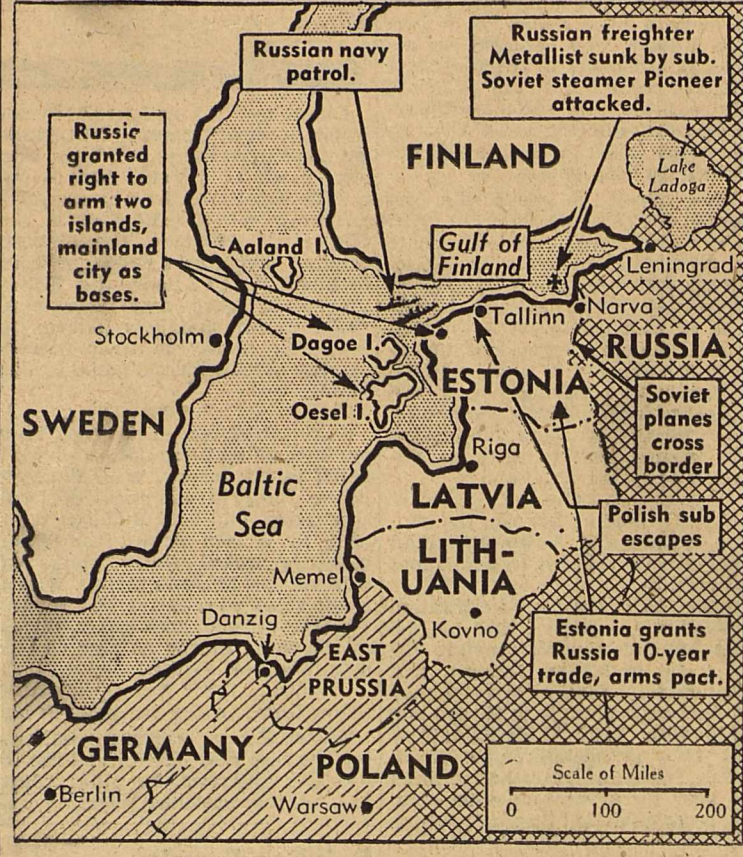 Russian navy
patrol.
Russian freighter
Metallist sunk by sub.
Soviet steamer Pioneer
attacked.
Russia
granted
right to
arm two
islands,
mainland
city as
bases.
FINLAND
Lake
Ladoga
Aaland I.
Gulf of
Finland
Leningrad
Stockholm
Dagoe I.
Tallinn
Narva
RUSSIA
ESTONIA
Oesel I.
SWEDEN
Soviet
planes
cross
border
Riga
Baltic
Sea
LATVIA
Polish sub
escapes
LITH-
UANIA
Memel
Danzig
Kovno
Estonia grants
Russia 10-year
trade, arms pact.
EAST
PRUSSIA
GERMANY
POLAND
Berlin
Warsaw
Scale of Miles
0 100 200